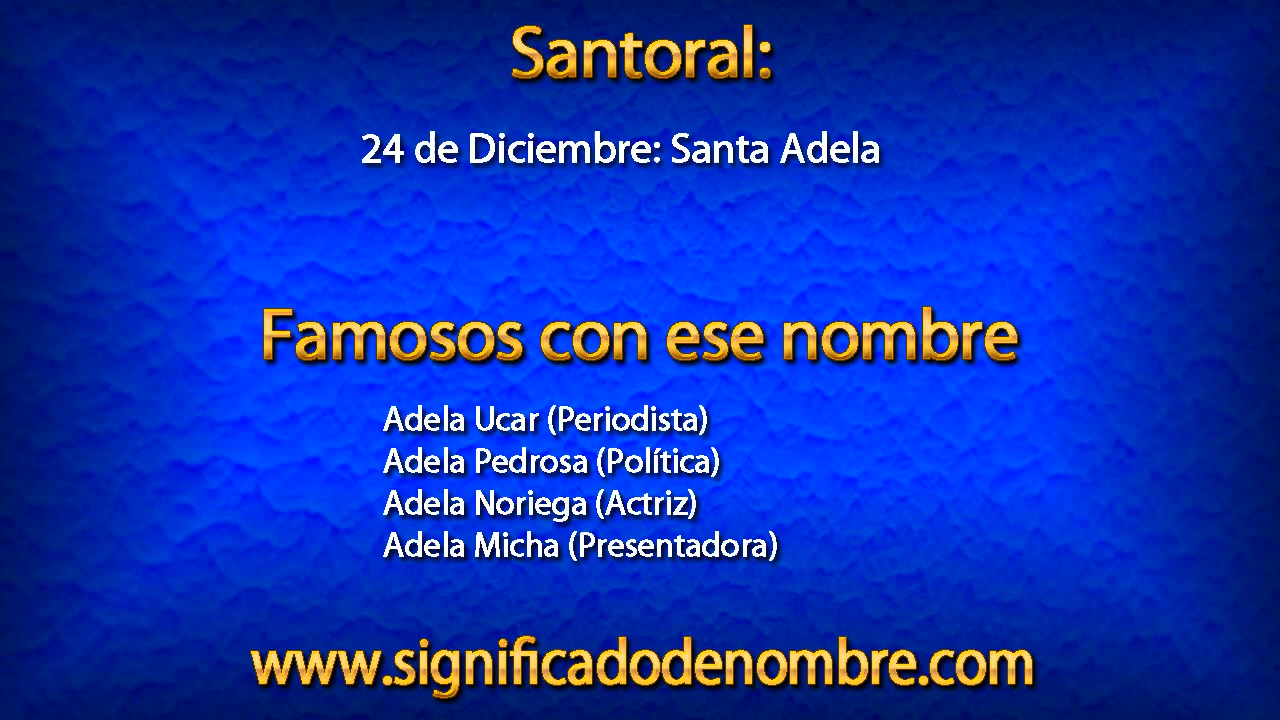 Santoral:
24 de Diciembre: Santa Adela
Famosos con ese nombre
Adela Ucar (Periodista)
Adela Pedrosa (Política)
Adela Noriega (Actriz)
Adela Micha (Presentadora)
www.significadodenombre.com